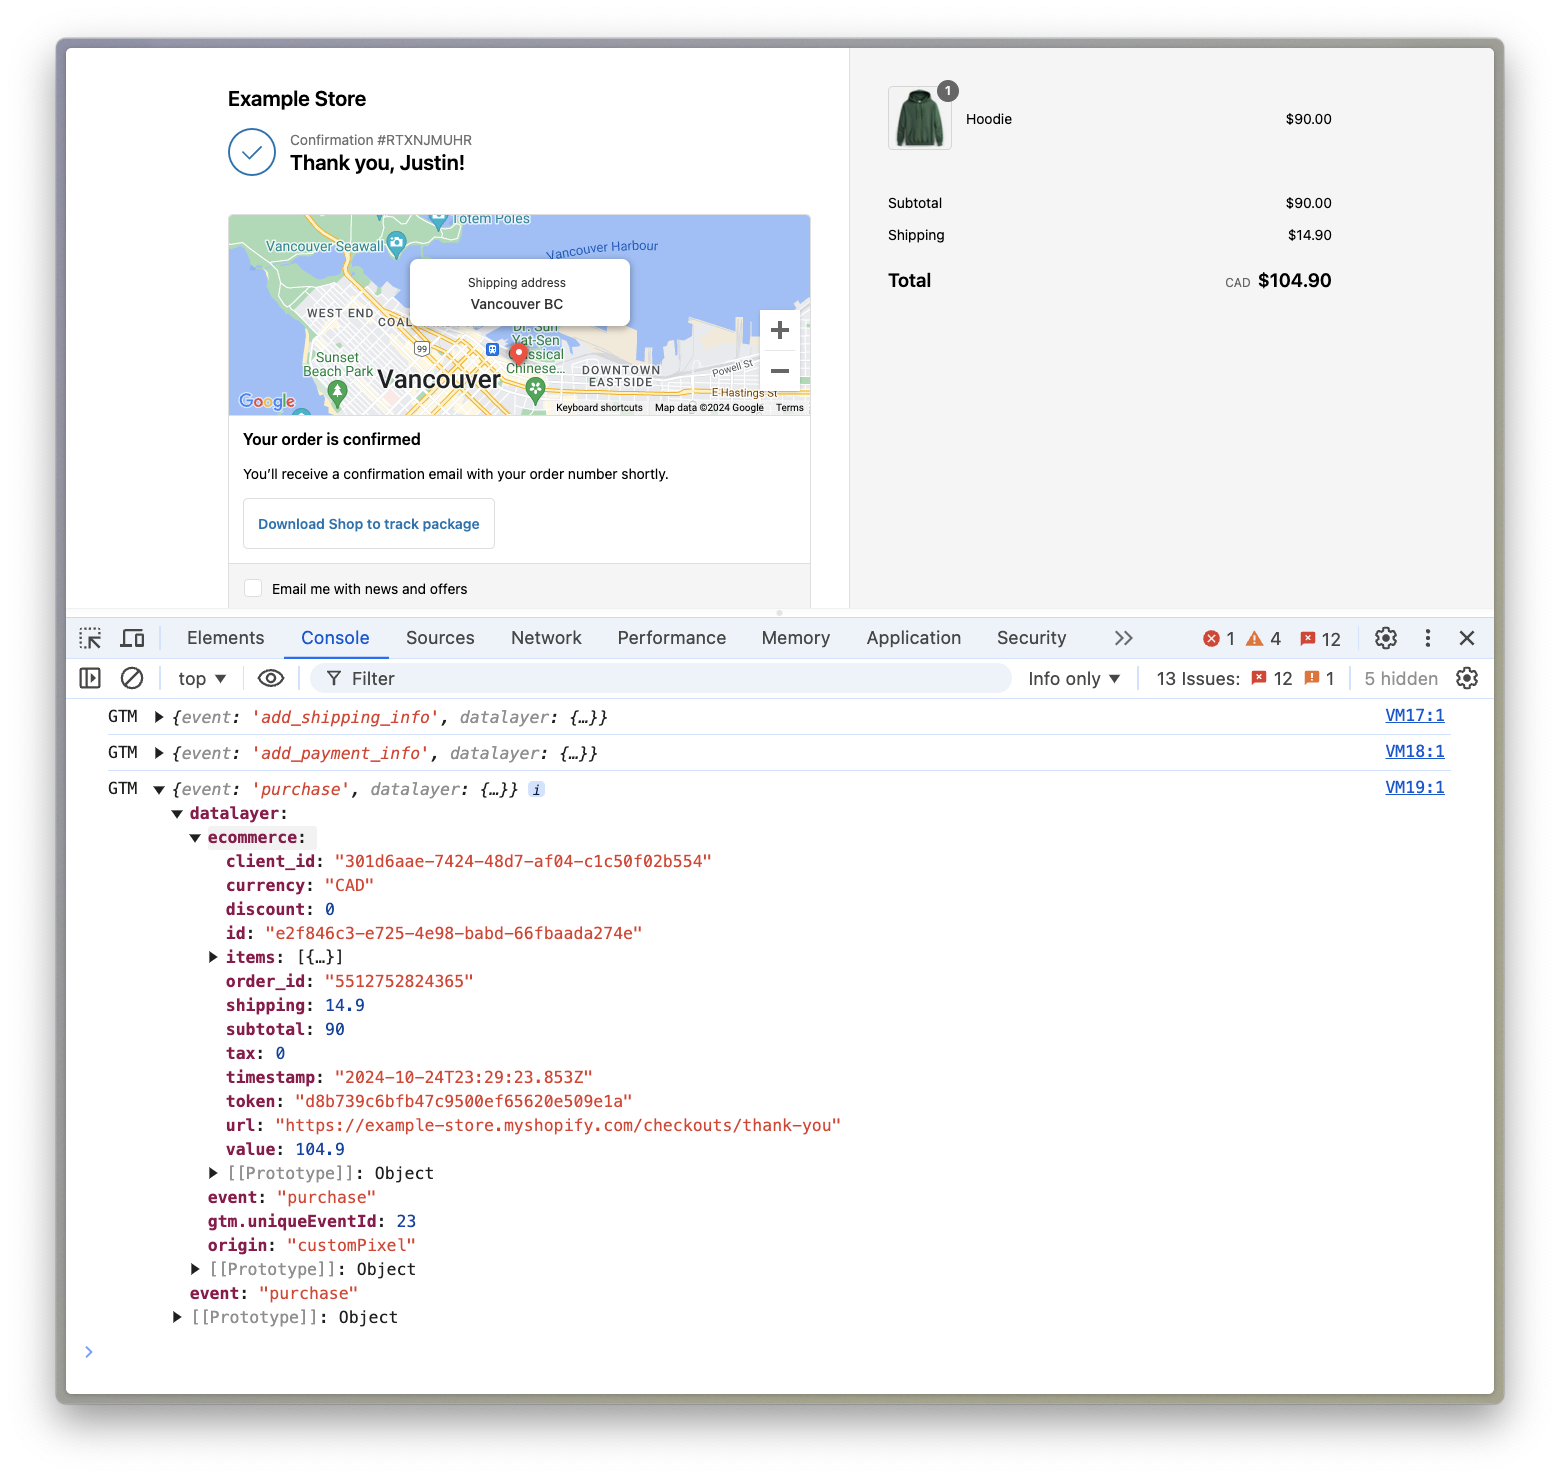 Example Store
Confirmation #RTXNJMUHR
Thank you, Justin!
Totem Poles
Vancouver Seawall
Vancouver Harbour
Shipping address
Vancouver BC
WEST END
COAL
99
Dr. Sun
Yat-Sen
Classical
Chinese...
Sunset
Beach Park
Vancouver
DOWNTOWN
EASTSIDE
Powell St
E Hastings St
+
−
Google
Keyboard shortcuts
Map data ©2024 Google
Terms
Your order is confirmed
You’ll receive a confirmation email with your order number shortly.
Download Shop to track package
Email me with news and offers
1
Hoodie $90.00
Subtotal $90.00
Shipping $14.90
Total CAD $104.90
Elements Console Sources Network Performance Memory Application Security 1 4 12
top Filter Info only 13 Issues: 12 1 5 hidden
GTM {event: 'add_shipping_info', datalayer: {…}} VM17:1
GTM {event: 'add_payment_info', datalayer: {…}} VM18:1
GTM {event: 'purchase', datalayer: {…}} i VM19:1
datalayer:
ecommerce:
client_id: "301d6aae-7424-48d7-af04-c1c50f02b554"
currency: "CAD"
discount: 0
id: "e2f846c3-e725-4e98-babd-66fbaada274e"
items: [{…}]
order_id: "5512752824365"
shipping: 14.9
subtotal: 90
tax: 0
timestamp: "2024-10-24T23:29:23.853Z"
token: "d8b739c6bfb47c9500ef65620e509e1a"
url: "https://example-store.myshopify.com/checkouts/thank-you"
value: 104.9
[[Prototype]]: Object
event: "purchase"
gtm.uniqueEventId: 23
origin: "customPixel"
[[Prototype]]: Object
event: "purchase"
[[Prototype]]: Object